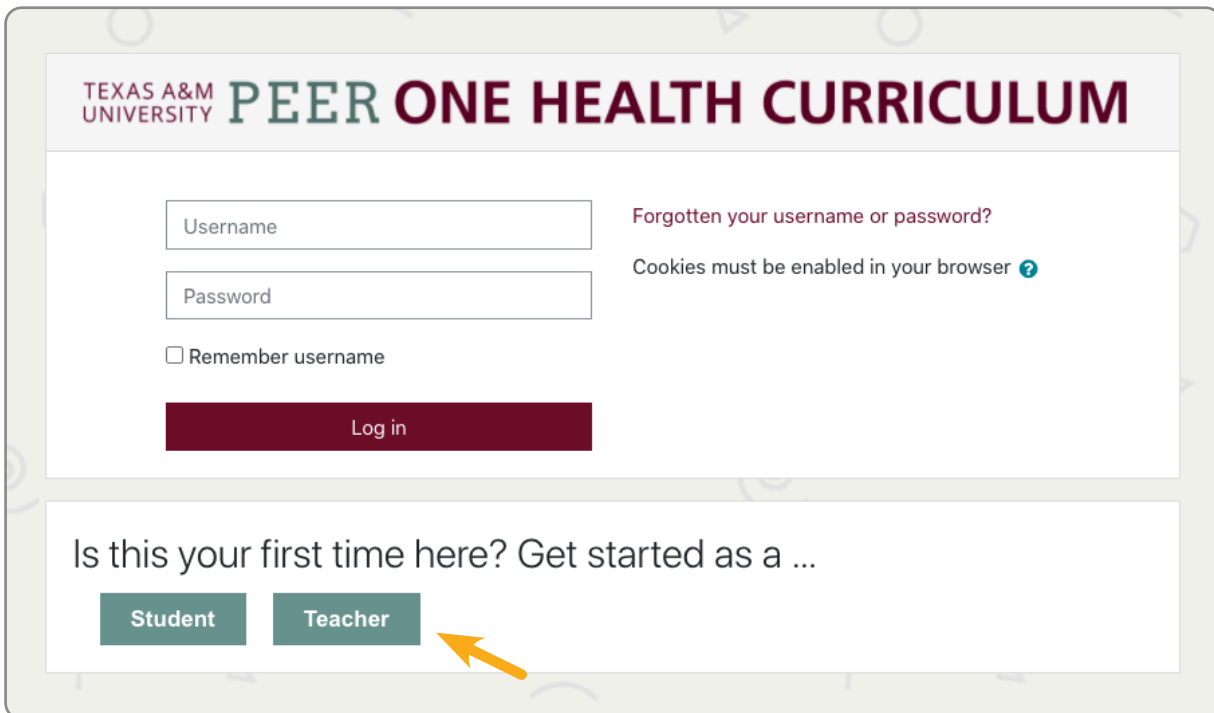 TEXAS A&M
UNIVERSITY
PEER ONE HEALTH CURRICULUM
Username
Password
Remember username
Log in
Forgotten your username or password?
Cookies must be enabled in your browser ?
Is this your first time here? Get started as a ...
Student
Teacher